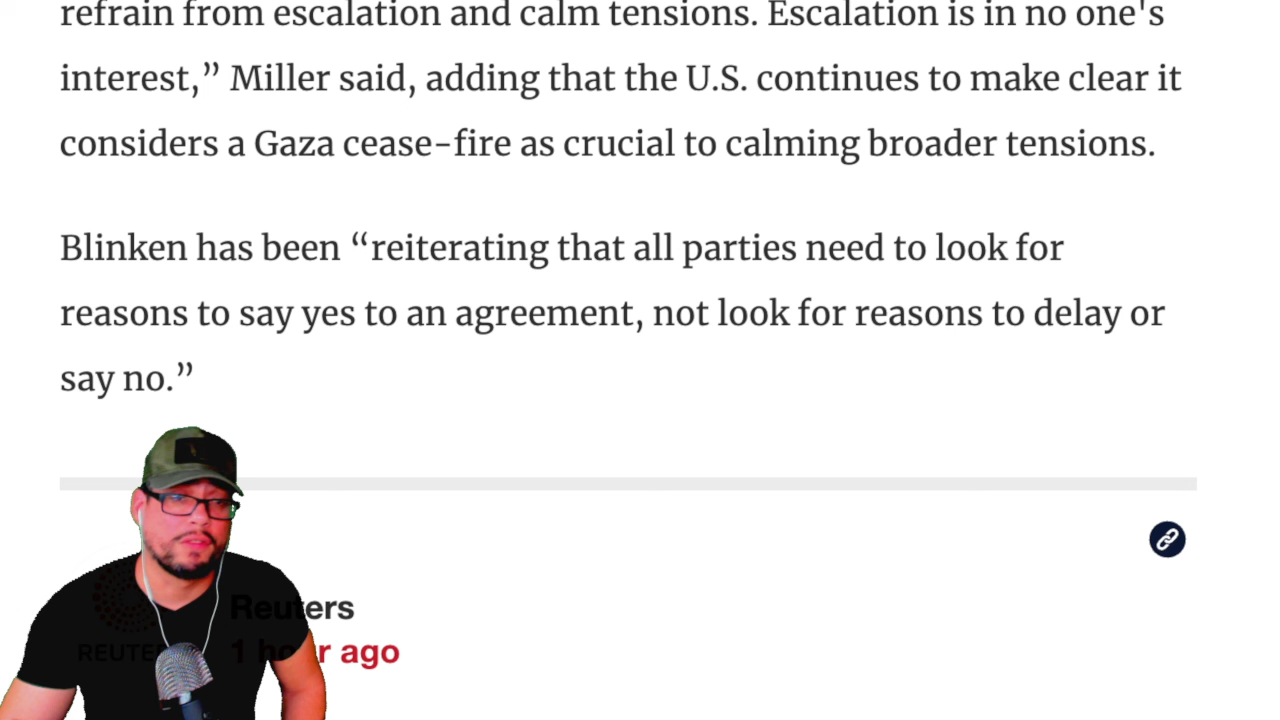 refrain from escalation and calm tensions. Escalation is in no one's
interest,” Miller said, adding that the U.S. continues to make clear it
considers a Gaza cease-fire as crucial to calming broader tensions.
Blinken has been “reiterating that all parties need to look for
reasons to say yes to an agreement, not look for reasons to delay or
say no.”
Reuters
REUTE
1 hour ago